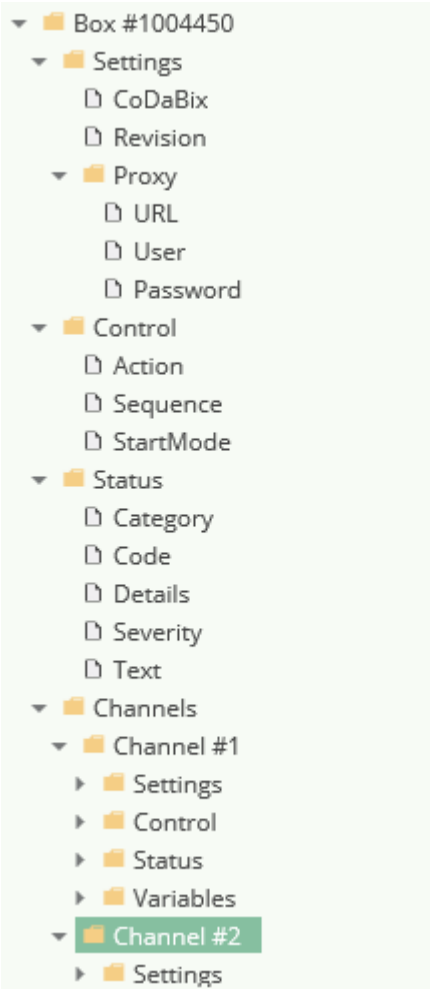 Box #1004450
Settings
CoDaBix
Revision
Proxy
URL
User
Password
Control
Action
Sequence
StartMode
Status
Category
Code
Details
Severity
Text
Channels
Channel #1
Settings
Control
Status
Variables
Channel #2
Settings